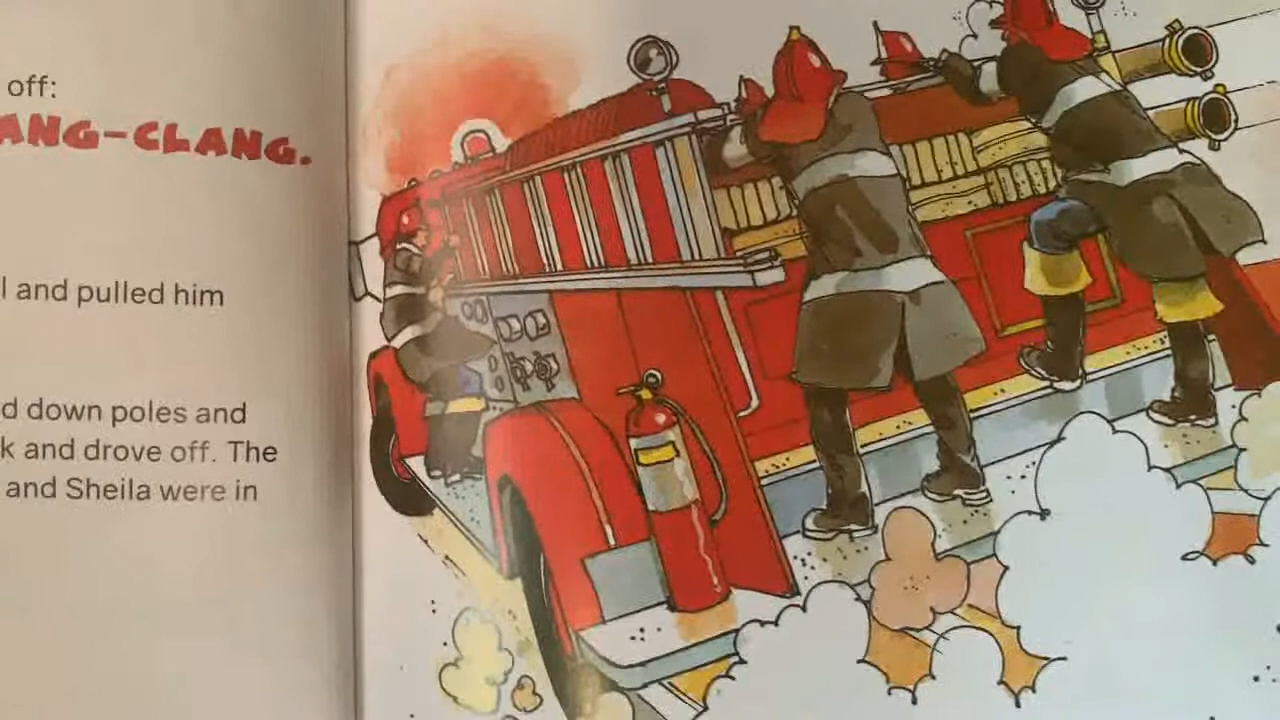 off:
ANG–CLANG.
l and pulled him
d down poles and
k and drove off. The
and Sheila were in